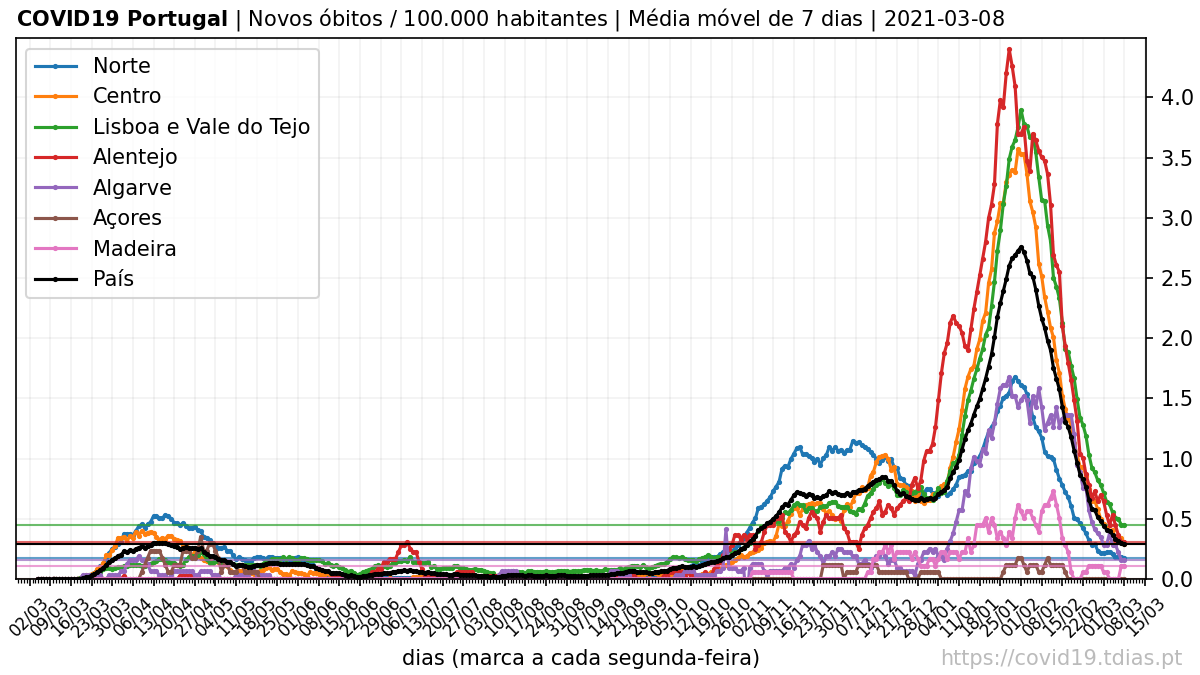 COVID19 Portugal | Novos óbitos / 100.000 habitantes | Média móvel de 7 dias | 2021-03-08
Norte
Centro
Lisboa e Vale do Tejo
Alentejo
Algarve
Açores
Madeira
País
4.0
3.5
3.0
2.5
2.0
1.5
1.0
0.5
0.0
02/03 09/03 16/03 23/03 30/03 06/04 13/04 20/04 27/04 04/05 11/05 18/05 25/05 01/06 08/06 15/06 22/06 29/06 06/07 13/07 20/07 27/07 03/08 10/08 17/08 24/08 31/08 07/09 14/09 21/09 28/09 05/10 12/10 19/10 26/10 02/11 09/11 16/11 23/11 30/11 07/12 14/12 21/12 28/12 04/01 11/01 18/01 25/01 01/02 08/02 15/02 22/02 01/03 08/03 15/03
dias (marca a cada segunda-feira)
https://covid19.tdias.pt